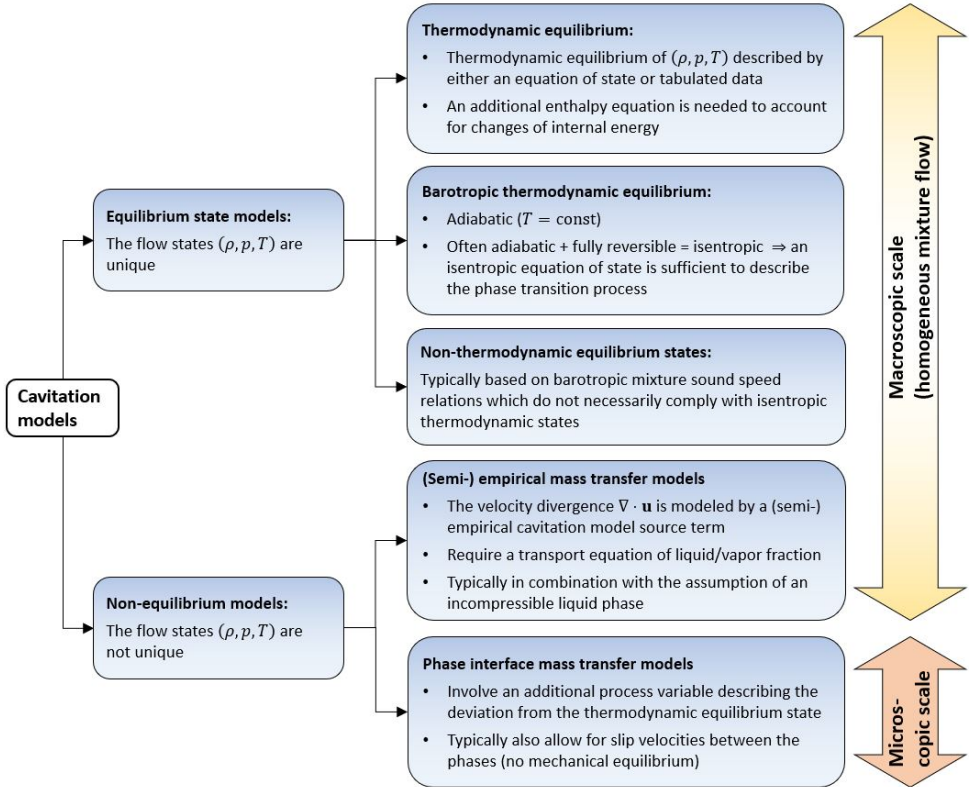 Cavitation
models
Equilibrium state models:
The flow states (ρ, p, T) are
unique
Non-equilibrium models:
The flow states (ρ, p, T) are
not unique
Thermodynamic equilibrium:
• Thermodynamic equilibrium of (ρ, p, T) described by
either an equation of state or tabulated data
• An additional enthalpy equation is needed to account
for changes of internal energy
Barotropic thermodynamic equilibrium:
• Adiabatic (T = const)
• Often adiabatic + fully reversible = isentropic ⇒ an
isentropic equation of state is sufficient to describe
the phase transition process
Non-thermodynamic equilibrium states:
Typically based on barotropic mixture sound speed
relations which do not necessarily comply with isentropic
thermodynamic states
(Semi-) empirical mass transfer models
• The velocity divergence ∇ · 𝐮 is modeled by a (semi-)
empirical cavitation model source term
• Require a transport equation of liquid/vapor fraction
• Typically in combination with the assumption of an
incompressible liquid phase
Phase interface mass transfer models
• Involve an additional process variable describing the
deviation from the thermodynamic equilibrium state
• Typically also allow for slip velocities between the
phases (no mechanical equilibrium)
Macroscopic scale
(homogeneous mixture flow)
Micros-
copic scale